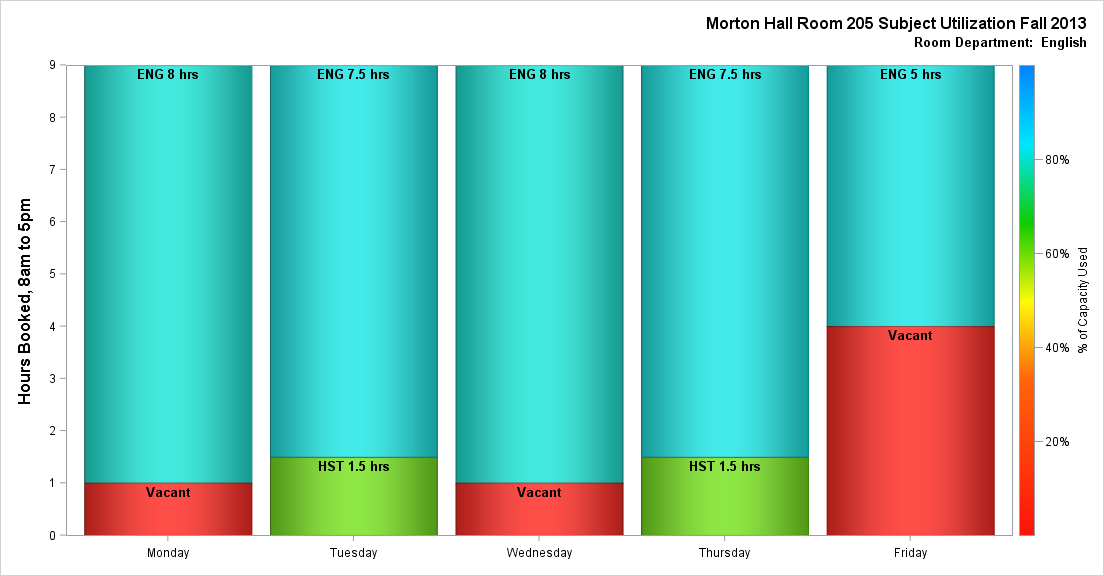 Morton Hall Room 205 Subject Utilization Fall 2013
Room Department:  English
Hours Booked, 8am to 5pm
9
8
7
6
5
4
3
2
1
0
ENG 8 hrs
Vacant
ENG 7.5 hrs
HST 1.5 hrs
ENG 8 hrs
Vacant
ENG 7.5 hrs
HST 1.5 hrs
ENG 5 hrs
Vacant
Monday
Tuesday
Wednesday
Thursday
Friday
80%
60%
40%
20%
% of Capacity Used